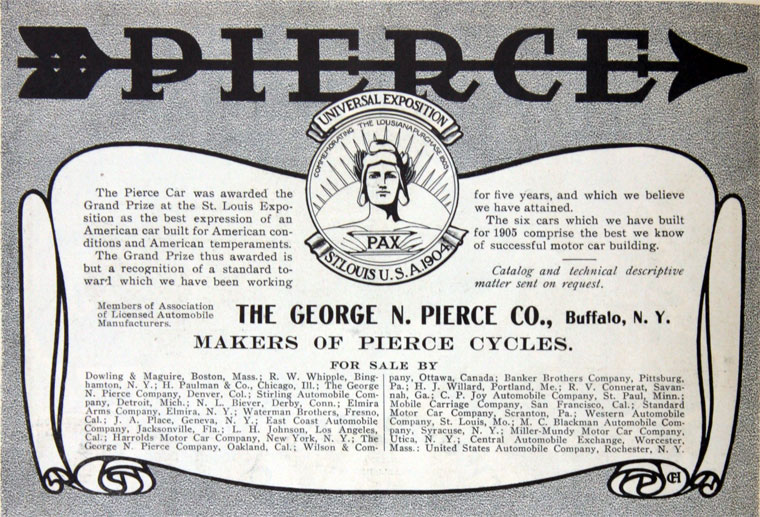 PIERCE
UNIVERSAL EXPOSITION
COMMEMORATING THE LOUISIANA PURCHASE 1803
PAX
ST. LOUIS U.S.A. 1904
The Pierce Car was awarded the
Grand Prize at the St. Louis Expo-
sition as the best expression of an
American car built for American con-
ditions and American temperaments.
The Grand Prize thus awarded is
but a recognition of a standard to-
ward which we have been working
for five years, and which we believe
we have attained.
The six cars which we have built
for 1905 comprise the best we know
of successful motor car building.
Catalog and technical descriptive
matter sent on request.
Members of Association
of Licensed Automobile
Manufacturers.
THE GEORGE N. PIERCE CO., Buffalo, N. Y.
MAKERS OF PIERCE CYCLES.
FOR SALE BY
Dowling & Maguire, Boston, Mass.; R. W. Whipple, Bing-
hamton, N. Y.; H. Paulman & Co., Chicago, Ill.; The George
N. Pierce Company, Denver, Col.; Stirling Automobile Com-
pany, Detroit, Mich.; N. L. Biever, Derby, Conn.; Elmira
Arms Company, Elmira, N. Y.; Waterman Brothers, Fresno,
Cal.; J. A. Place, Geneva, N. Y.; East Coast Automobile
Company, Jacksonville, Fla.; L. H. Johnson, Los Angeles,
Cal.; Harrolds Motor Car Company, New York, N. Y.; The
George N. Pierce Company, Oakland, Cal.; Wilson & Com-
pany, Ottawa, Canada; Banker Brothers Company, Pittsburg,
Pa.; H. J. Willard, Portland, Me.; R. V. Connerat, Savan-
nah, Ga.; C. P. Joy Automobile Company, St. Paul, Minn.;
Mobile Carriage Company, San Francisco, Cal.; Standard
Motor Car Company, Scranton, Pa.; Western Automobile
Company, St. Louis, Mo.; M. C. Blackman Automobile Com-
pany, Syracuse, N. Y.; Miller-Mundy Motor Car Company,
Utica, N. Y.; Central Automobile Exchange, Worcester,
Mass.; United States Automobile Company, Rochester, N. Y.